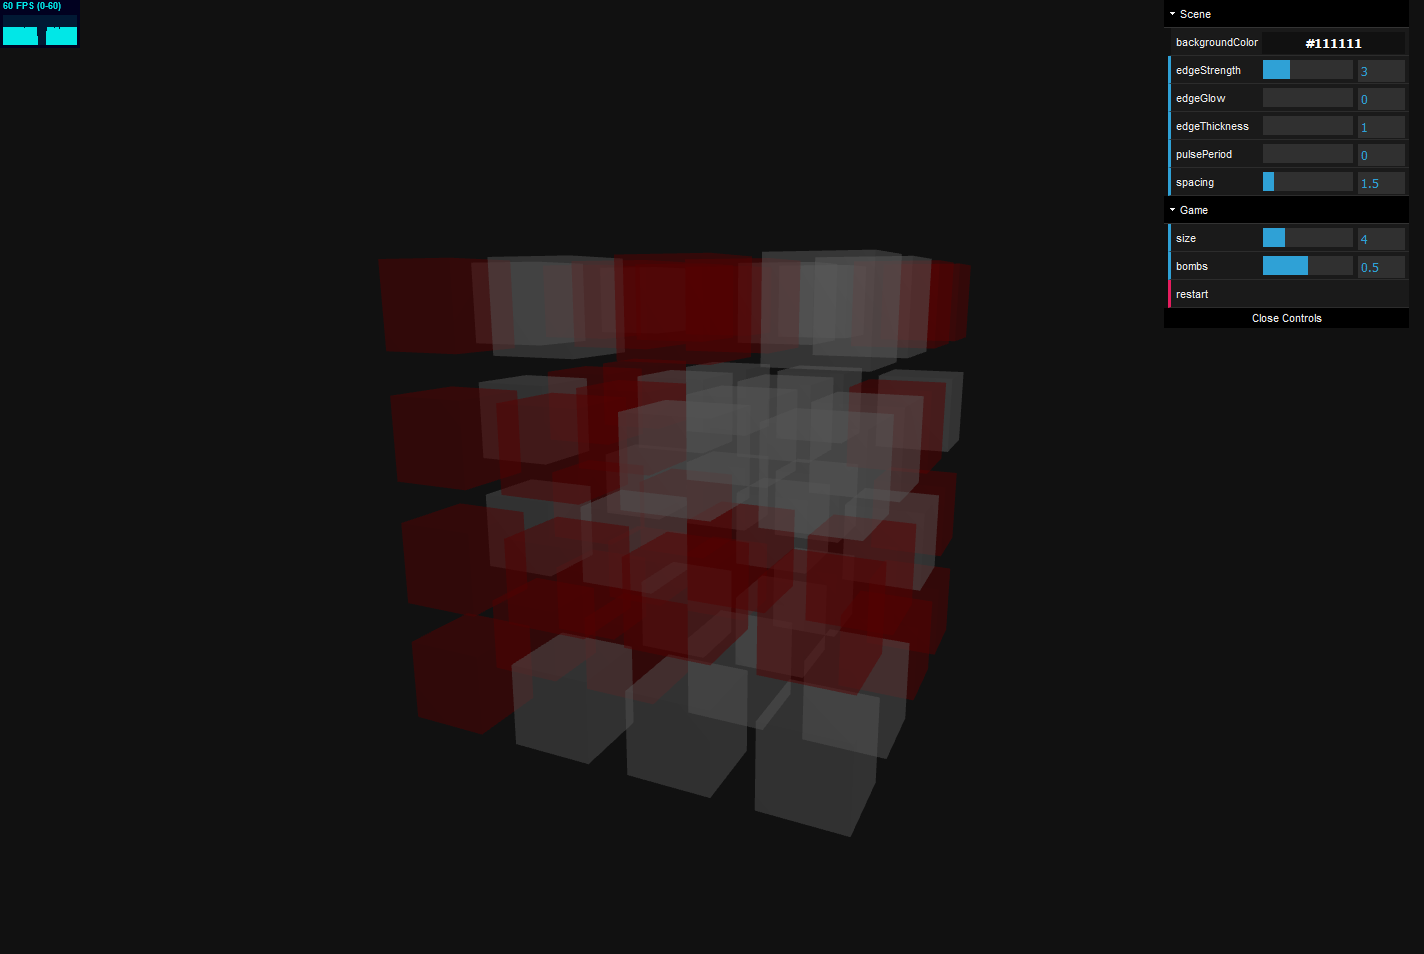 60 FPS (0-60)
Scene
backgroundColor #111111
edgeStrength 3
edgeGlow 0
edgeThickness 1
pulsePeriod 0
spacing 1.5
Game
size 4
bombs 0.5
restart
Close Controls